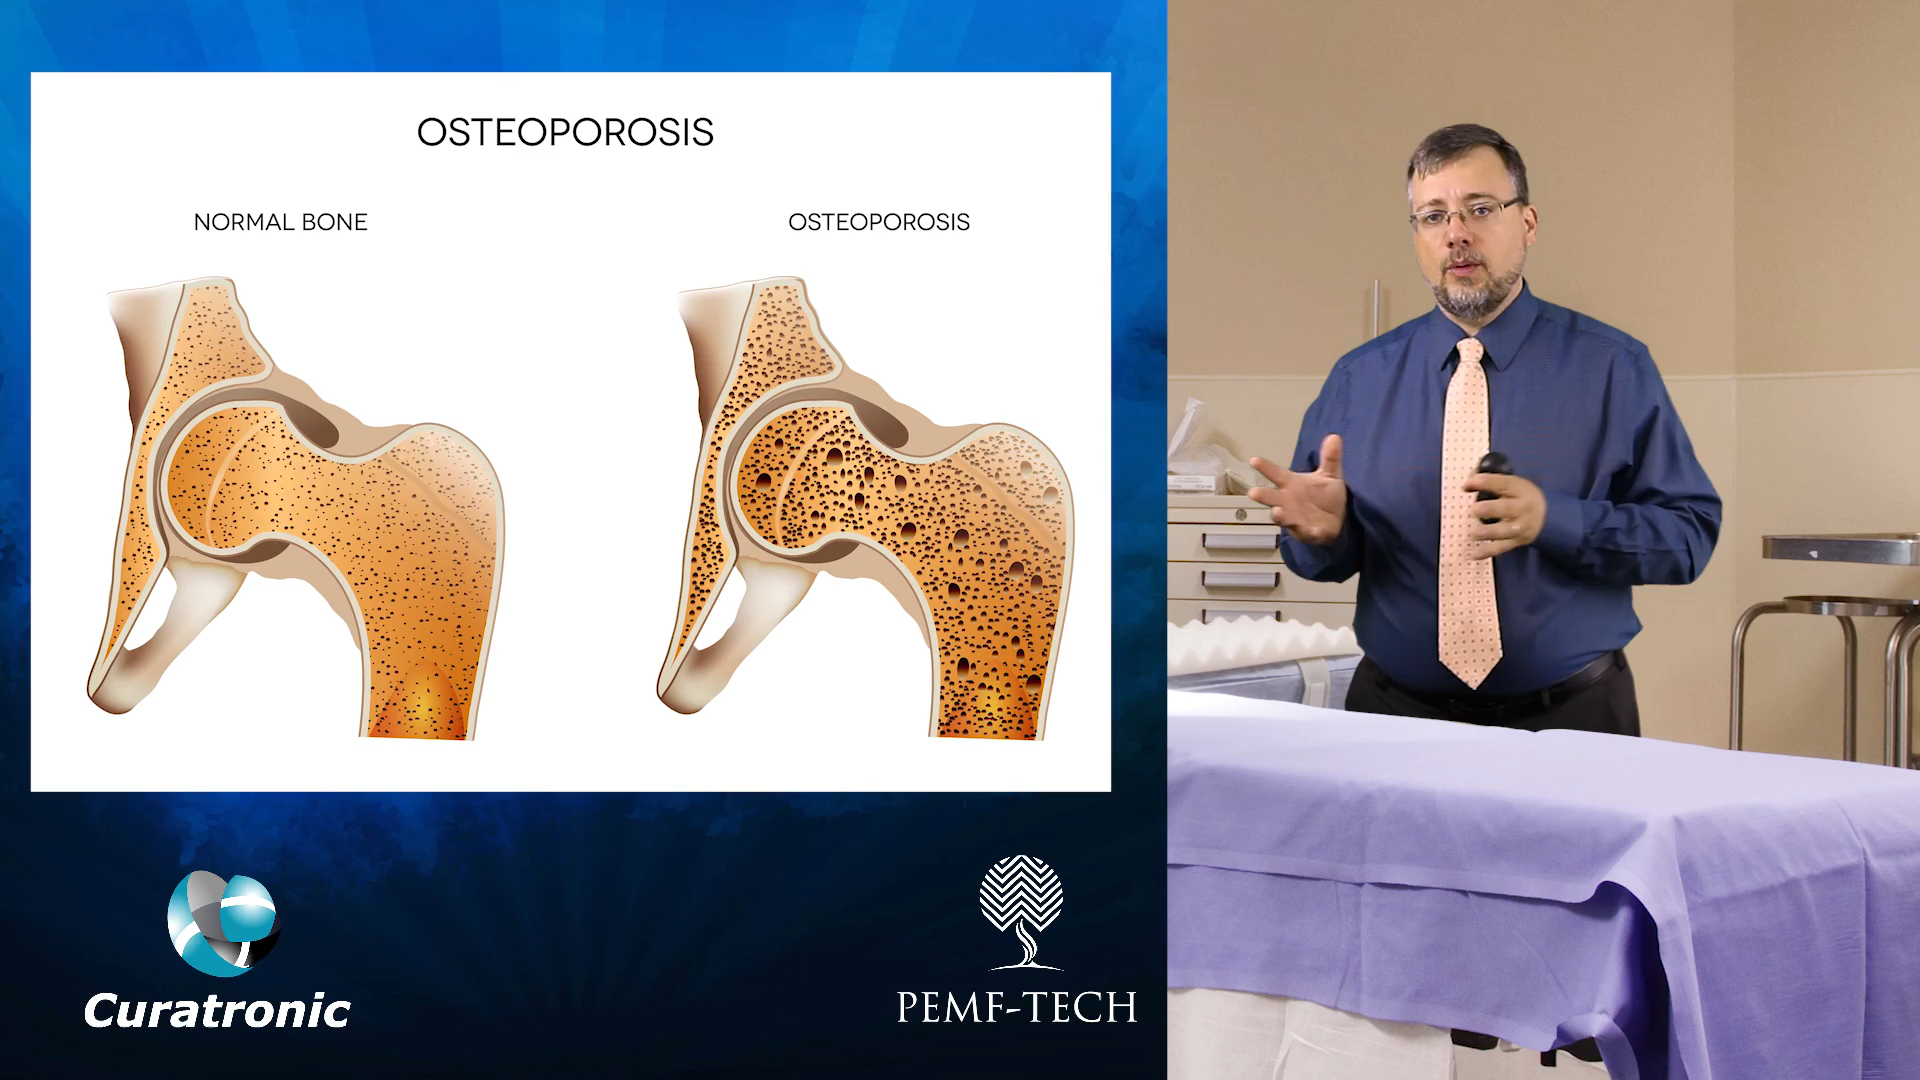 OSTEOPOROSIS
NORMAL BONE
OSTEOPOROSIS
Curatronic
PEMF-TECH